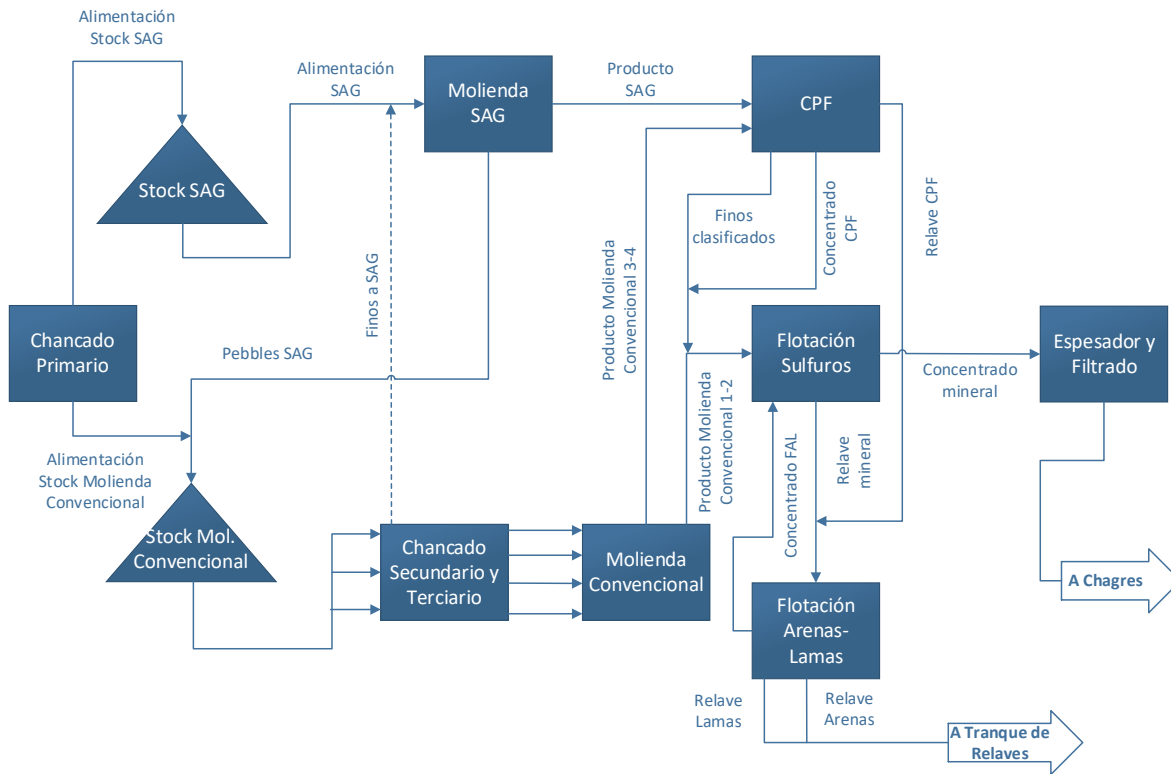 Alimentación
Stock SAG
Alimentación
SAG
Molienda
SAG
Producto
SAG
CPF
Stock SAG
Finos
clasificados
Concentrado
CPF
Relave CPF
Finos a SAG
Producto Molienda
Convencional 3-4
Chancado
Primario
Pebbles SAG
Flotación
Sulfuros
Concentrado
mineral
Espesador y
Filtrado
Producto Molienda
Convencional 1-2
Concentrado FAL
Relave
mineral
Alimentación
Stock Molienda
Convencional
Stock Mol.
Convencional
Chancado
Secundario y
Terciario
Molienda
Convencional
A Chagres
Flotación
Arenas-
Lamas
Relave
Lamas
Relave
Arenas
A Tranque de
Relaves